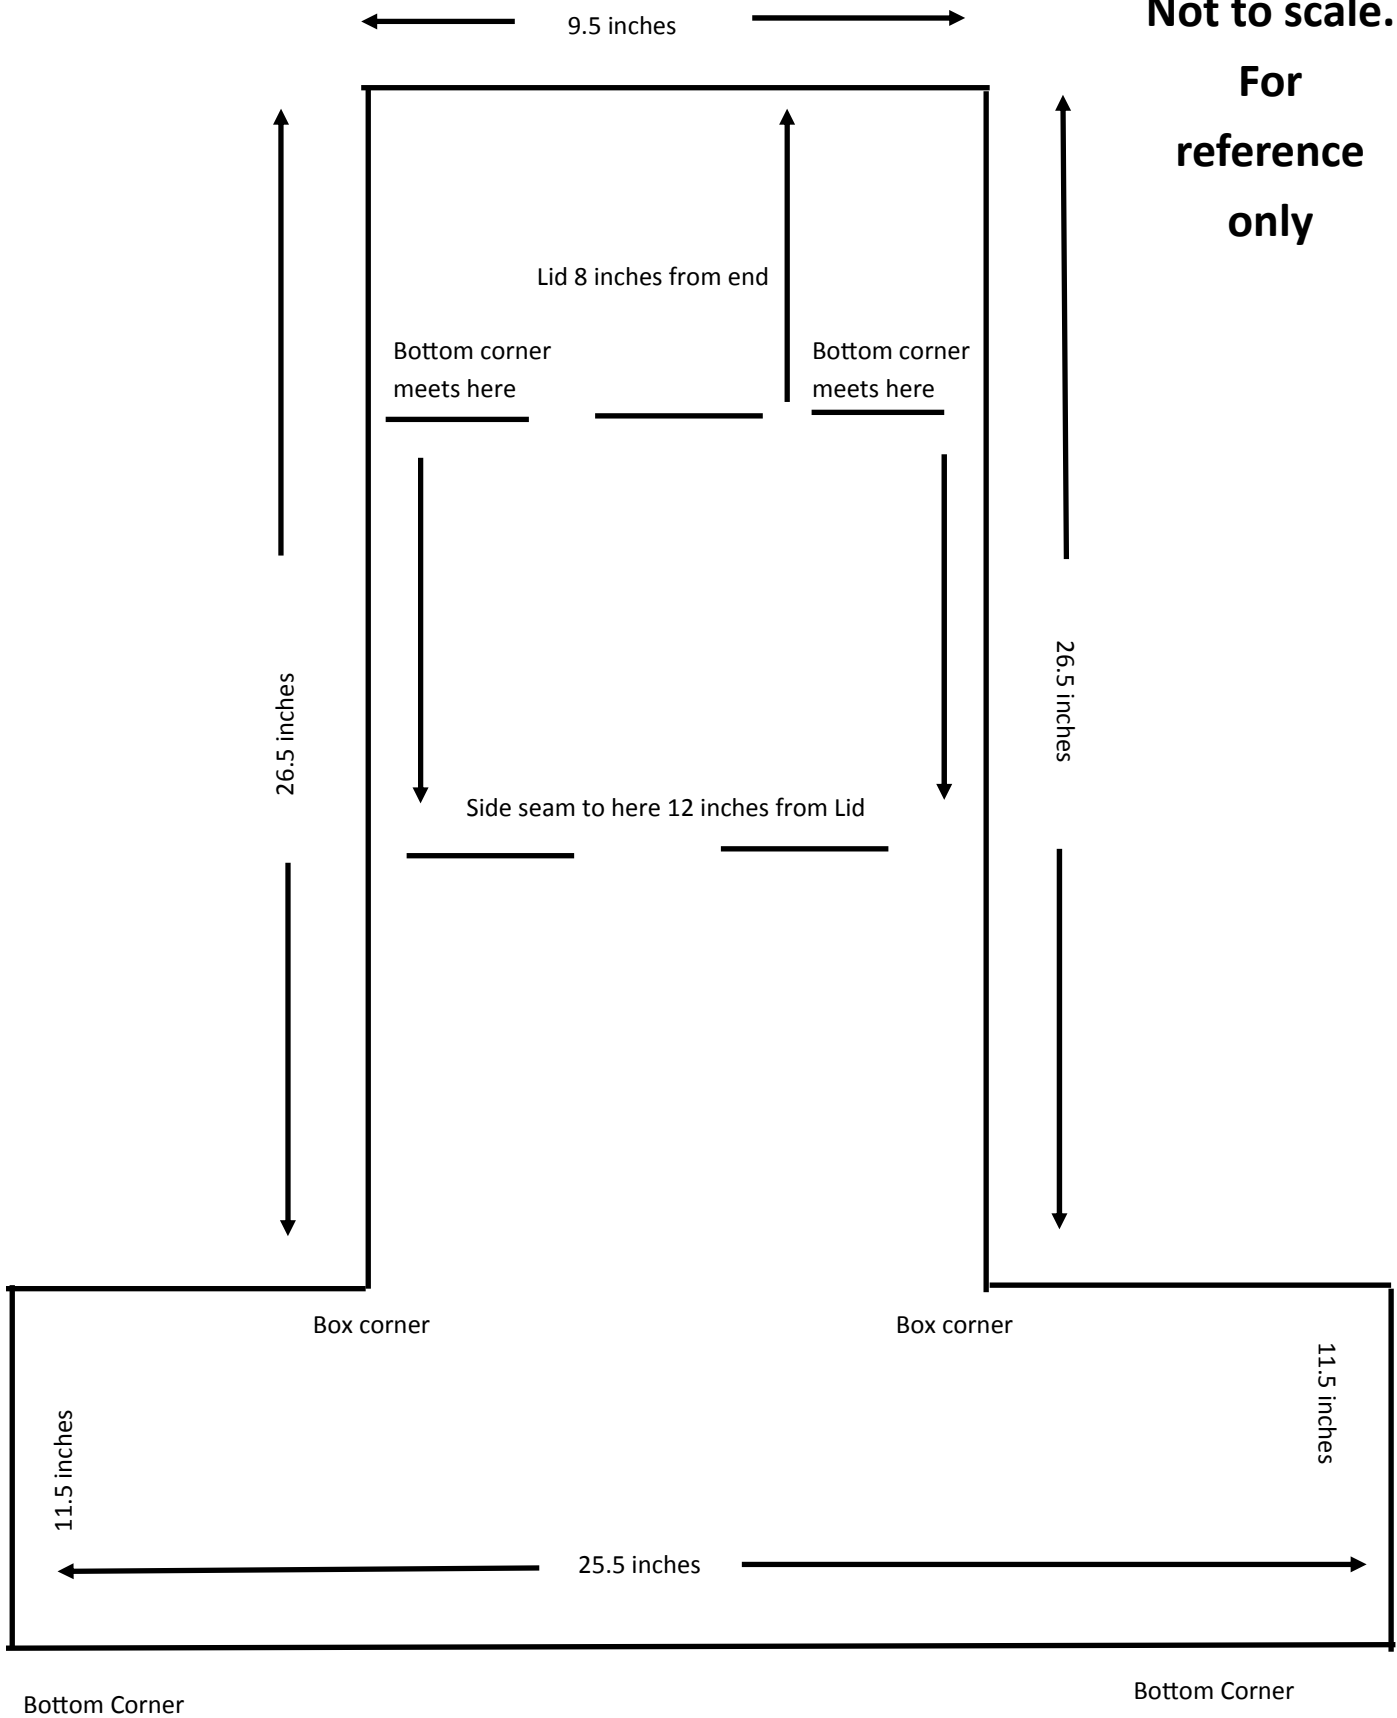 Not to scale.
For
reference
only
9.5 inches
Lid 8 inches from end
Bottom corner
meets here
Bottom corner
meets here
26.5 inches
26.5 inches
Side seam to here 12 inches from Lid
Box corner
Box corner
11.5 inches
11.5 inches
25.5 inches
Bottom Corner
Bottom Corner